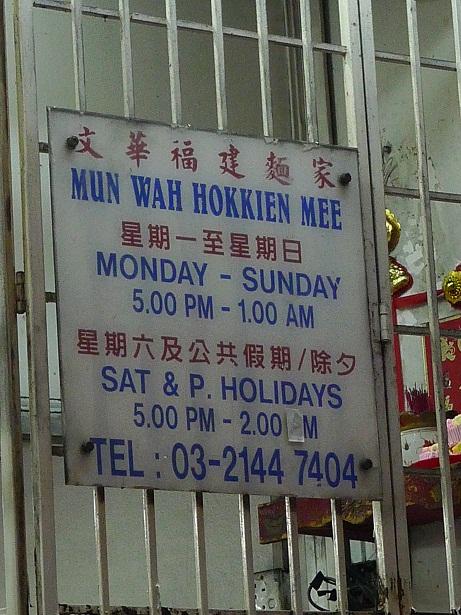 文華福建麵家
MUN WAH HOKKIEN MEE
星期一至星期日
MONDAY - SUNDAY
5.00 PM - 1.00 AM
星期六及公共假期/除夕
SAT & P. HOLIDAYS
5.00 PM - 2.00 M
TEL : 03-2144 7404